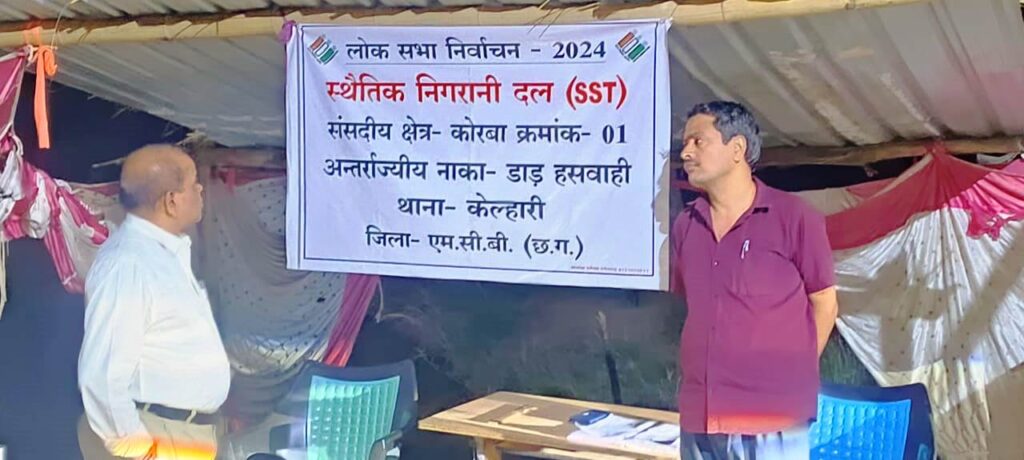 लोक सभा निर्वाचन - 2024
स्थैतिक निगरानी दल (SST)
संसदीय क्षेत्र- कोरबा क्रमांक- 01
अन्तर्राज्यीय नाका- डाड़ हसवाही
थाना- केल्हारी
जिला- एम.सी.बी. (छ.ग.)